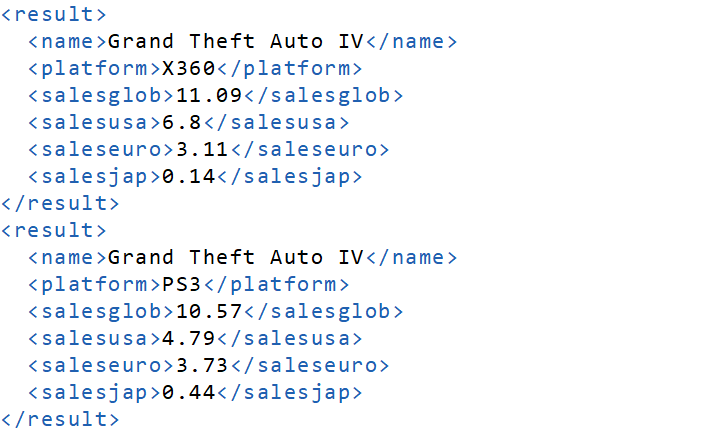 <result>
  <name>Grand Theft Auto IV</name>
  <platform>X360</platform>
  <salesglob>11.09</salesglob>
  <salesusa>6.8</salesusa>
  <saleseuro>3.11</saleseuro>
  <salesjap>0.14</salesjap>
</result>
<result>
  <name>Grand Theft Auto IV</name>
  <platform>PS3</platform>
  <salesglob>10.57</salesglob>
  <salesusa>4.79</salesusa>
  <saleseuro>3.73</saleseuro>
  <salesjap>0.44</salesjap>
</result>